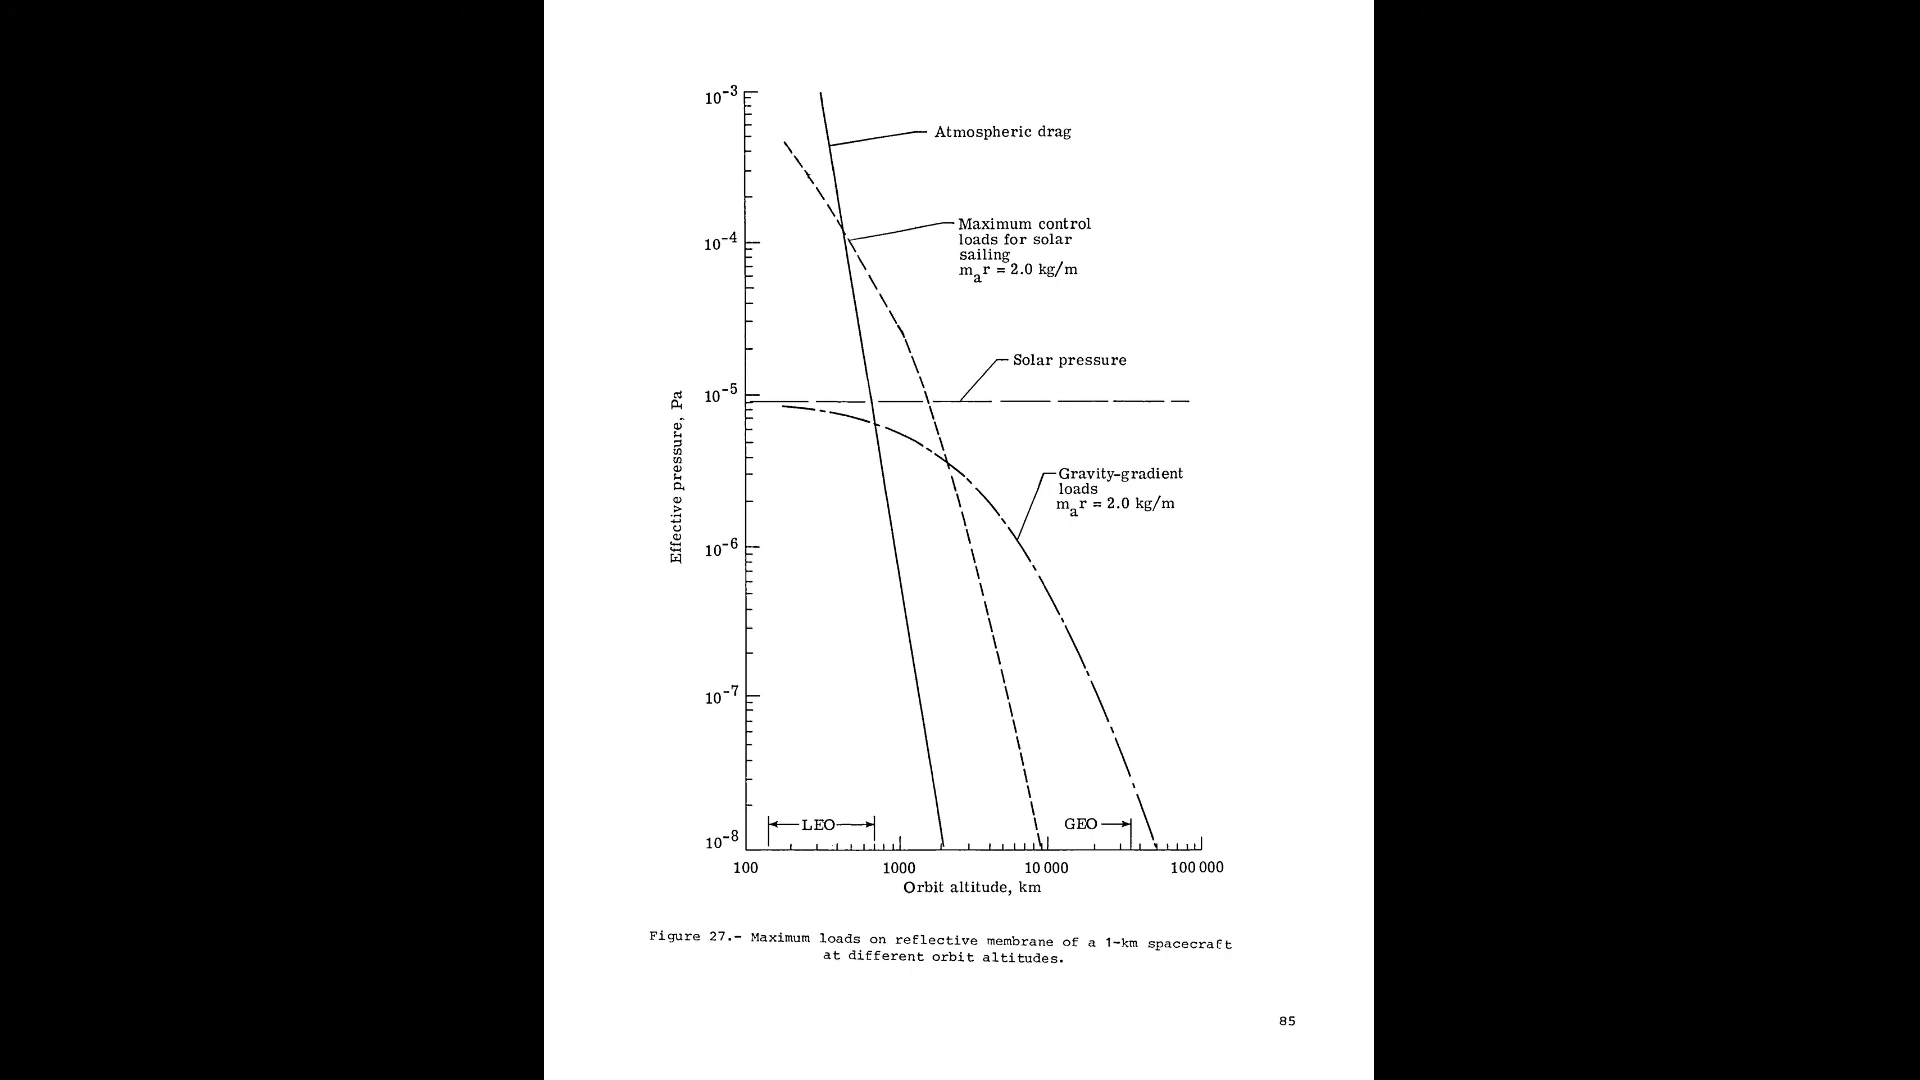 10⁻³
Atmospheric drag
Maximum control
loads for solar
sailing
mₐr = 2.0 kg/m
10⁻⁴
Solar pressure
10⁻⁵
Effective pressure, Pa
Gravity-gradient
loads
mₐr = 2.0 kg/m
10⁻⁶
10⁻⁷
LEO
GEO
10⁻⁸
100 1000 10 000 100 000
Orbit altitude, km
Figure 27.- Maximum loads on reflective membrane of a 1-km spacecraft
at different orbit altitudes.
85